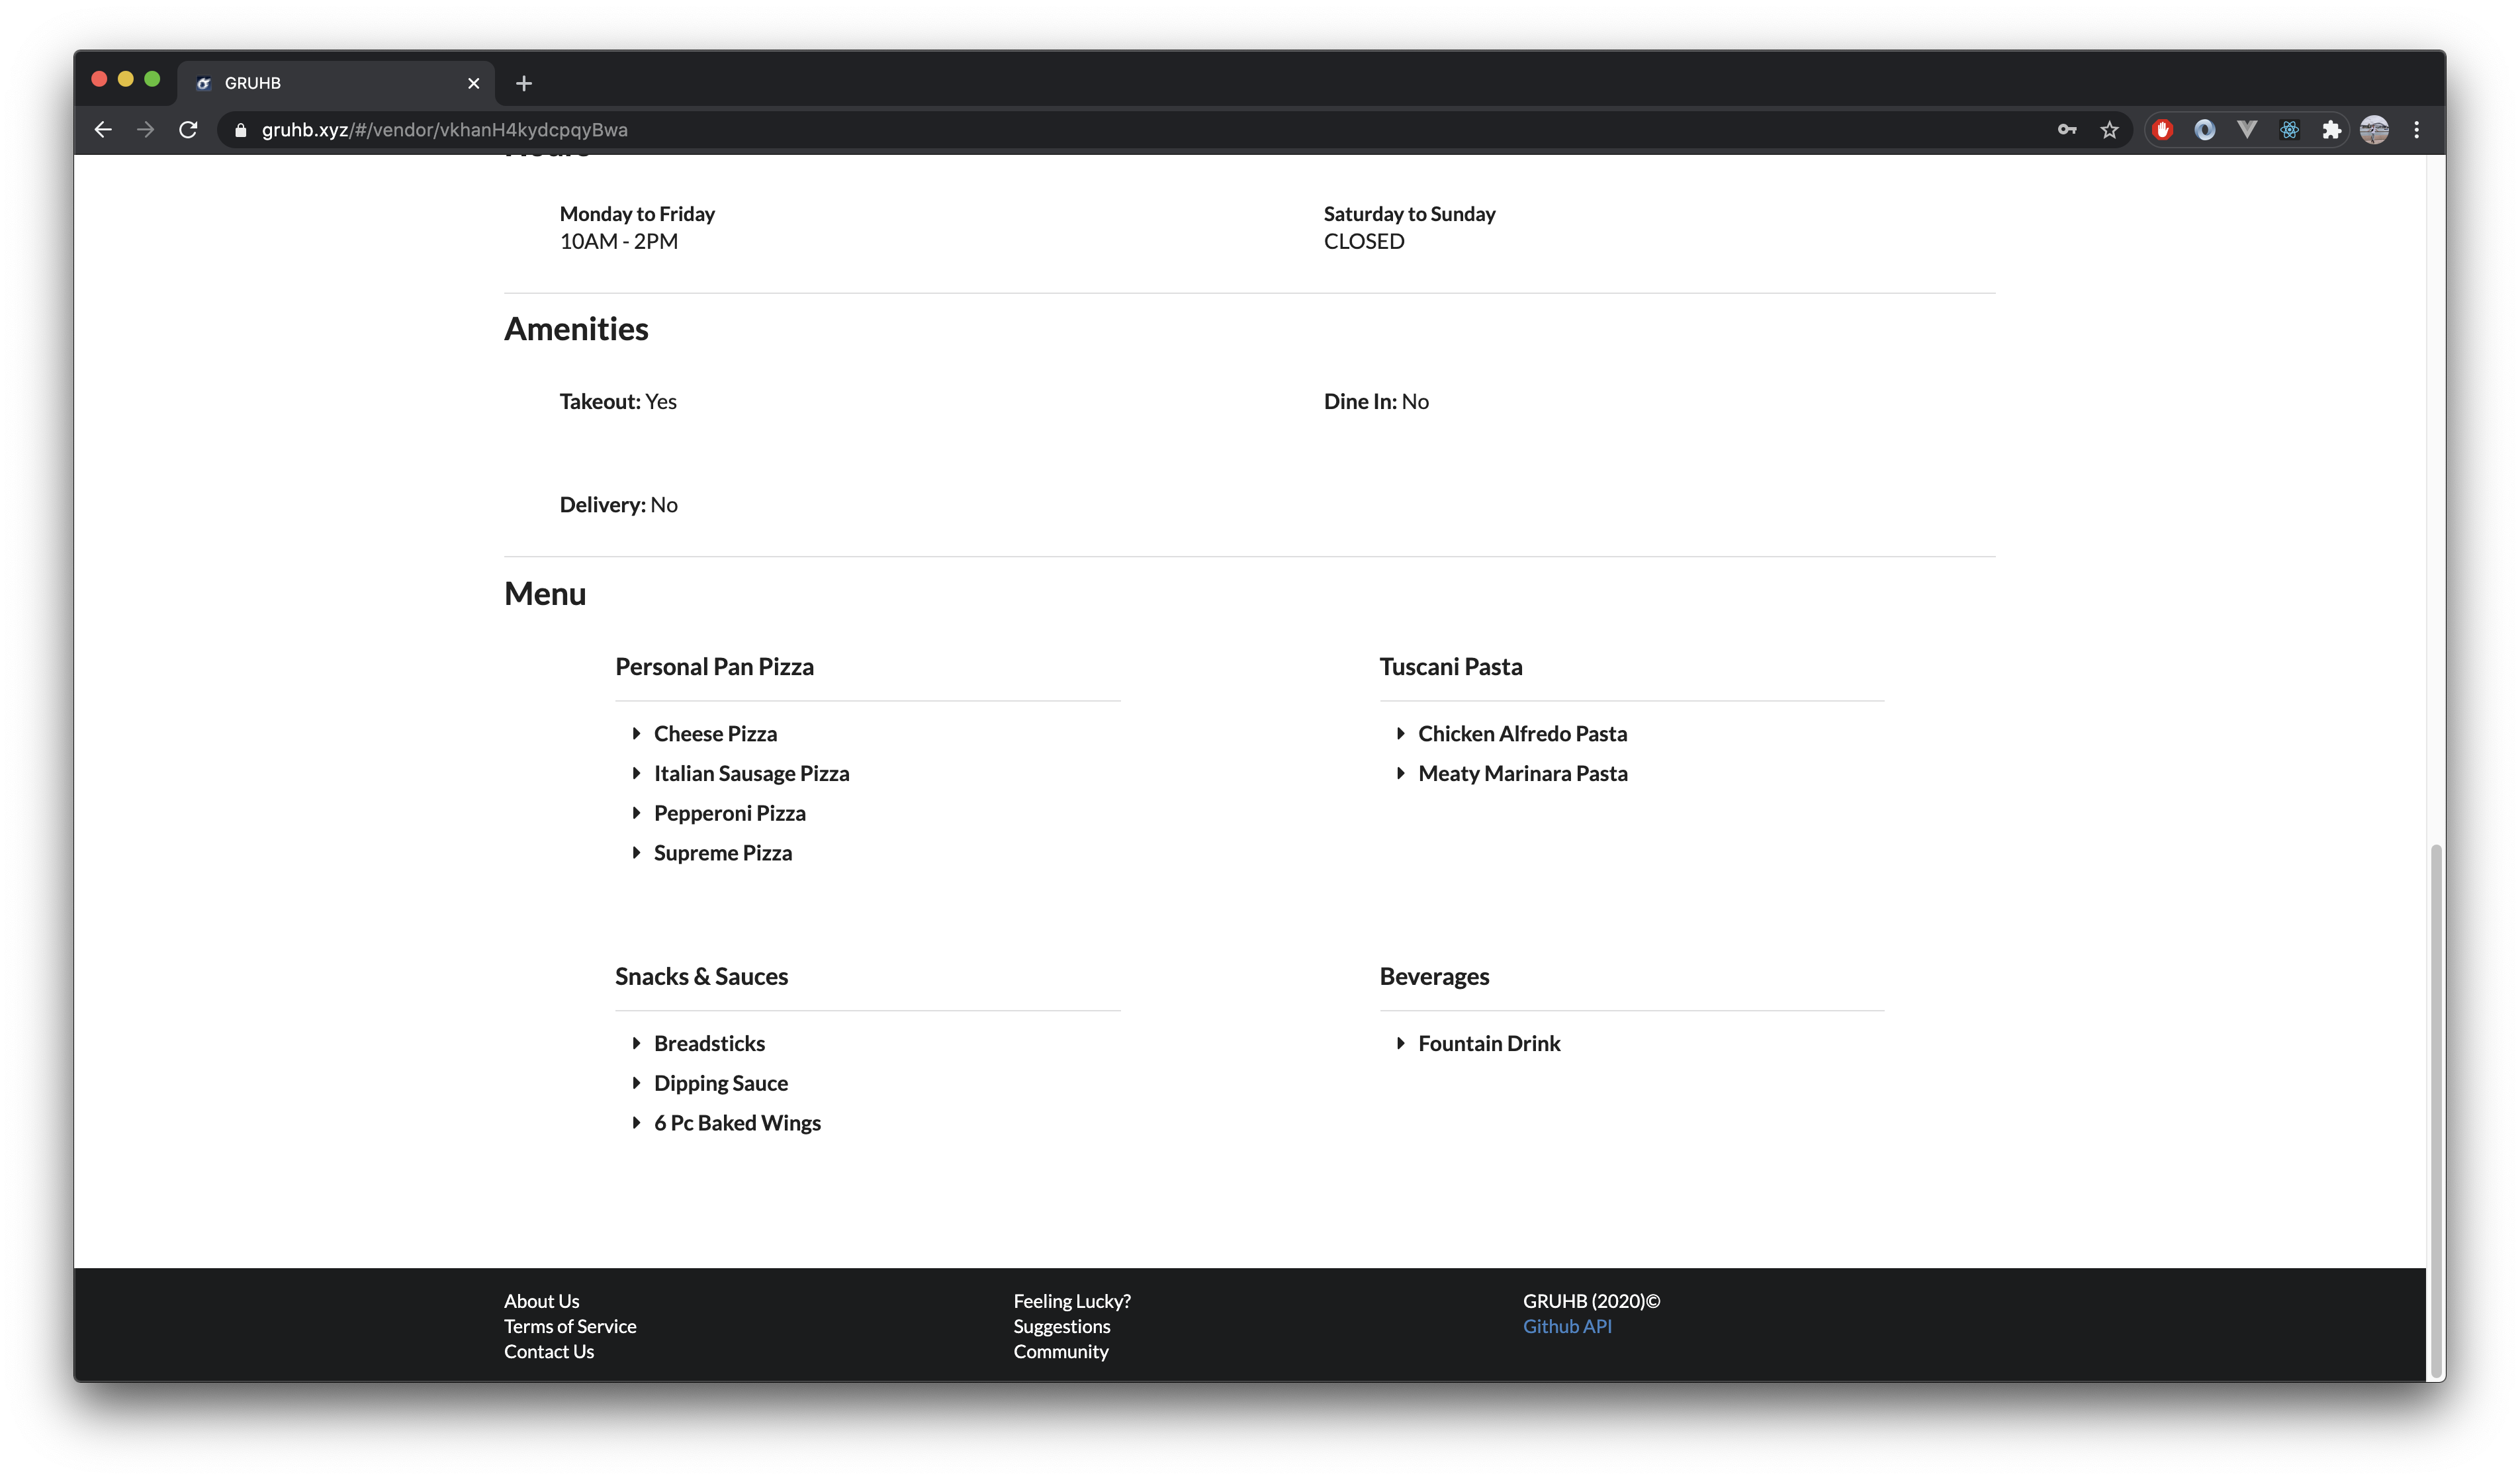 GRUHB
gruhb.xyz/#/vendor/vkhanH4kydcpqyBwa
Monday to Friday
10AM - 2PM
Saturday to Sunday
CLOSED
Amenities
Takeout: Yes
Dine In: No
Delivery: No
Menu
Personal Pan Pizza
Cheese Pizza
Italian Sausage Pizza
Pepperoni Pizza
Supreme Pizza
Tuscani Pasta
Chicken Alfredo Pasta
Meaty Marinara Pasta
Snacks & Sauces
Breadsticks
Dipping Sauce
6 Pc Baked Wings
Beverages
Fountain Drink
About Us
Terms of Service
Contact Us
Feeling Lucky?
Suggestions
Community
GRUHB (2020)©
Github API